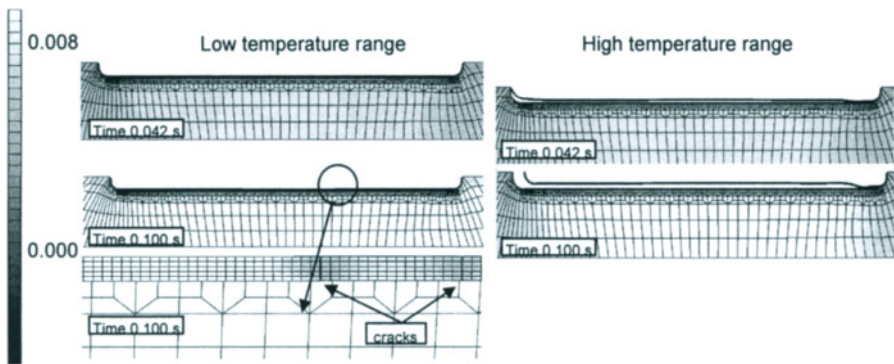 0.008
Low temperature range
High temperature range
Time 0.042 s
Time 0.042 s
Time 0.100 s
Time 0.100 s
0.000
Time 0.100 s
cracks